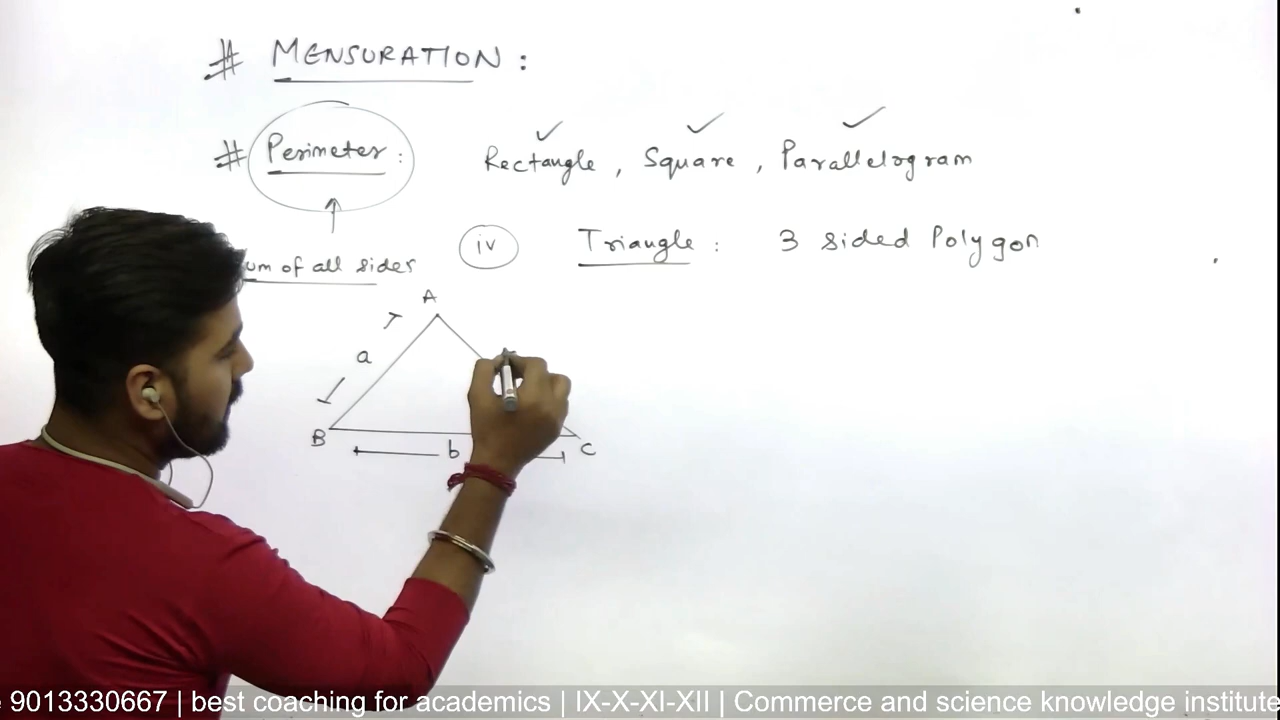 # MENSURATION :
# Perimeter : Rectangle , Square , Parallelogram
iv Triangle : 3 sided Polygon
of all sides
A
a
B
b
C
9013330667 | best coaching for academics | IX-X-XI-XII | Commerce and science knowledge institute